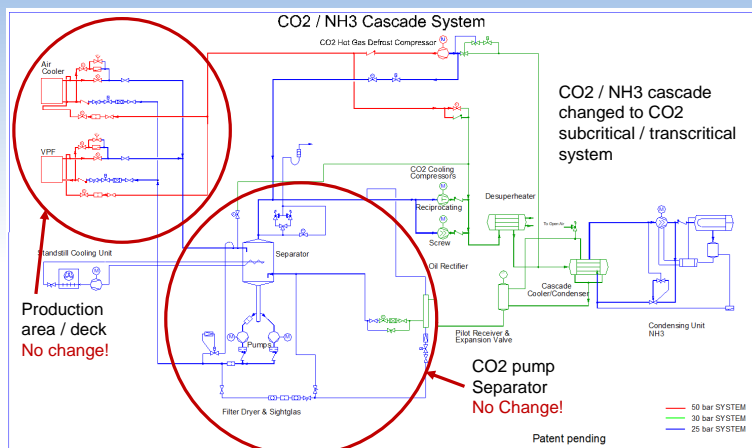 CO2 / NH3 Cascade System
CO2 Hot Gas Defrost Compressor
M
Air
Cooler
VPF
CO2 / NH3 cascade
changed to CO2
subcritical / transcritical
system
CO2 Cooling
Compressors
M
Reciprocating
M
Screw
Desuperheater
To Open Air
M
Standstill Cooling Unit
M
Separator
Oil Rectifier
Cascade
Cooler/Condenser
Condensing Unit
NH3
Pilot Receiver &
Expansion Valve
M
M
Pumps
Filter Dryer & Sightglass
Production
area / deck
No change!
CO2 pump
Separator
No Change!
50 bar SYSTEM
30 bar SYSTEM
25 bar SYSTEM
Patent pending